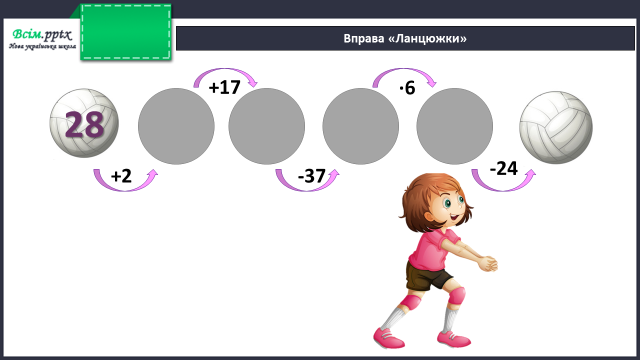 Всім.pptx
Нова українська школа
Вправа «Ланцюжки»
+17
·6
28
+2
-37
-24